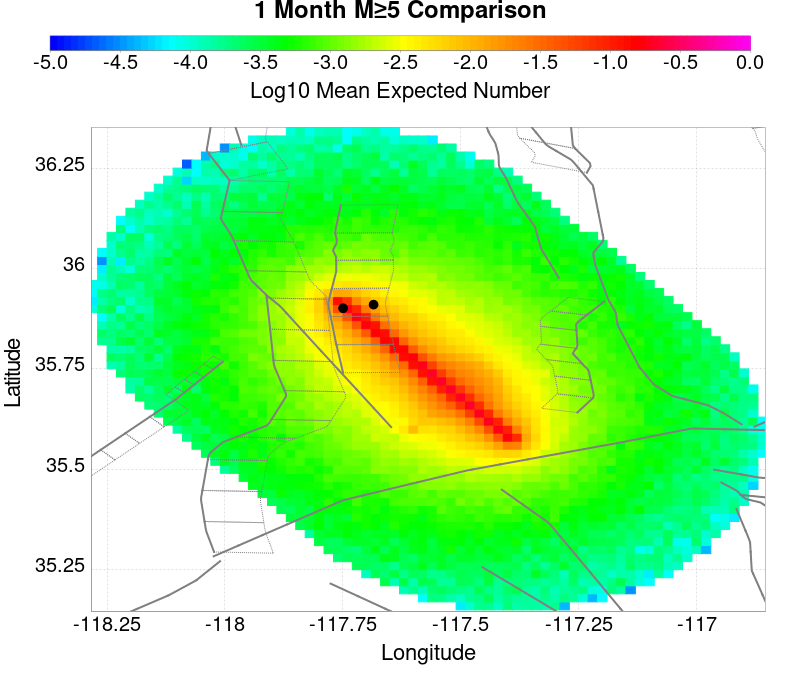 1 Month M≥5 Comparison
-5.0 -4.5 -4.0 -3.5 -3.0 -2.5 -2.0 -1.5 -1.0 -0.5 0.0
Log10 Mean Expected Number
36.25
36
35.75
35.5
35.25
Latitude
-118.25 -118 -117.75 -117.5 -117.25 -117
Longitude